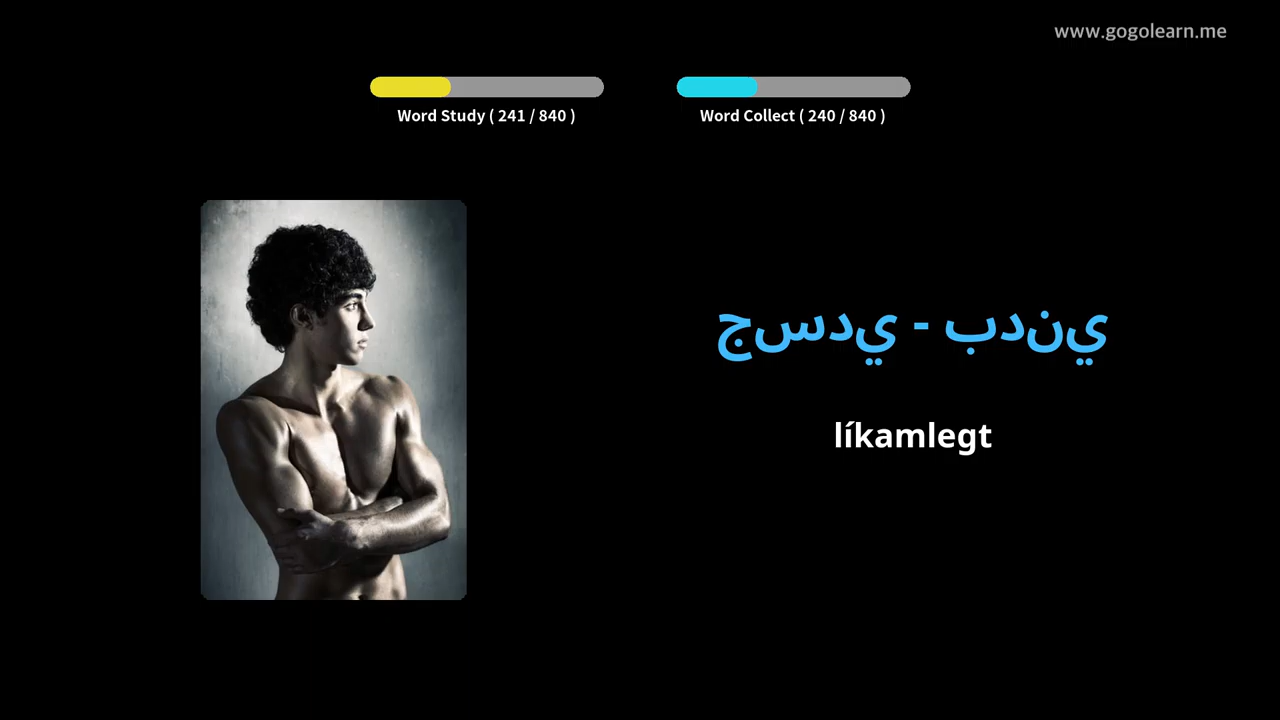 www.gogolearn.me
Word Study ( 241 / 840 )
Word Collect ( 240 / 840 )
جسدي - بدني
líkamlegt